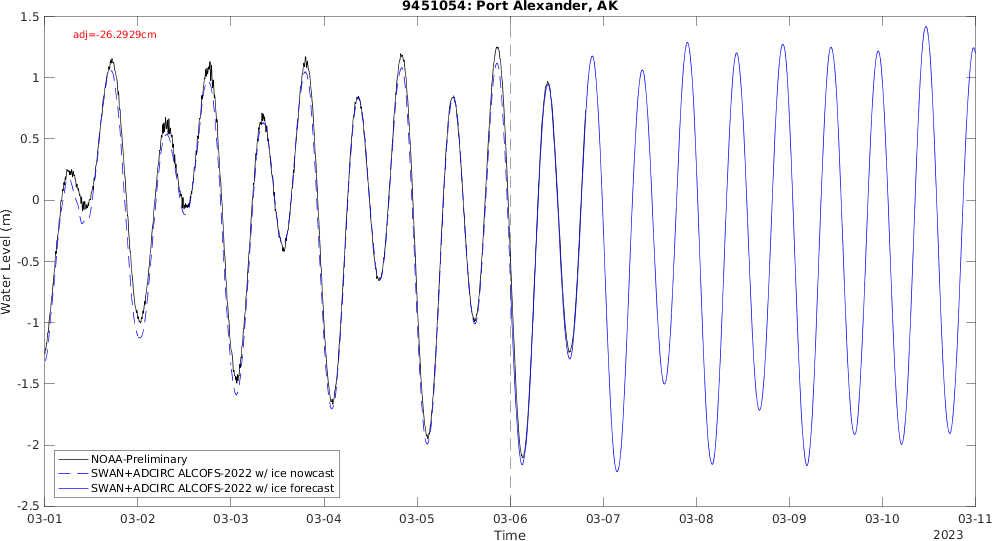 9451054: Port Alexander, AK
adj=-26.2929cm
1.5
1
0.5
0
-0.5
-1
-1.5
-2
-2.5
Water Level (m)
NOAA-Preliminary
SWAN+ADCIRC ALCOFS-2022 w/ ice nowcast
SWAN+ADCIRC ALCOFS-2022 w/ ice forecast
03-01 03-02 03-03 03-04 03-05 03-06 03-07 03-08 03-09 03-10 03-11
Time
2023